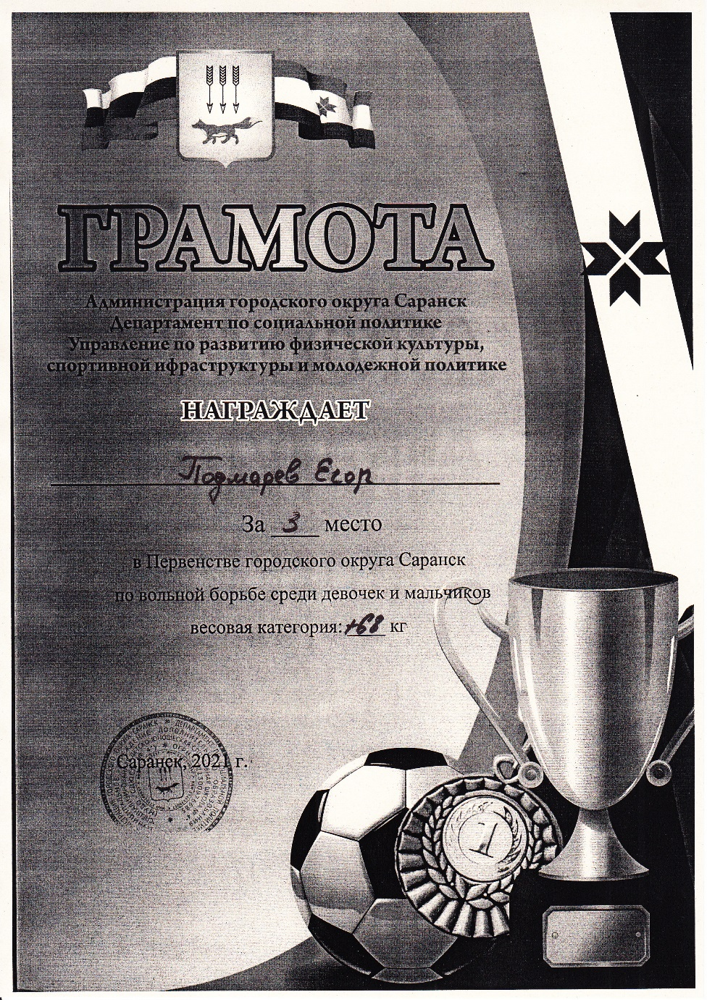 ГРАМОТА
Администрация городского округа Саранск
Департамент по социальной политике
Управление по развитию физической культуры,
спортивной ифраструктуры и молодежной политике
НАГРАЖДАЕТ
Подмарев Егор
За 3 место
в Первенстве городского округа Саранск
по вольной борьбе среди девочек и мальчиков
весовая категория: +68 кг
Саранск, 2021 г.
1